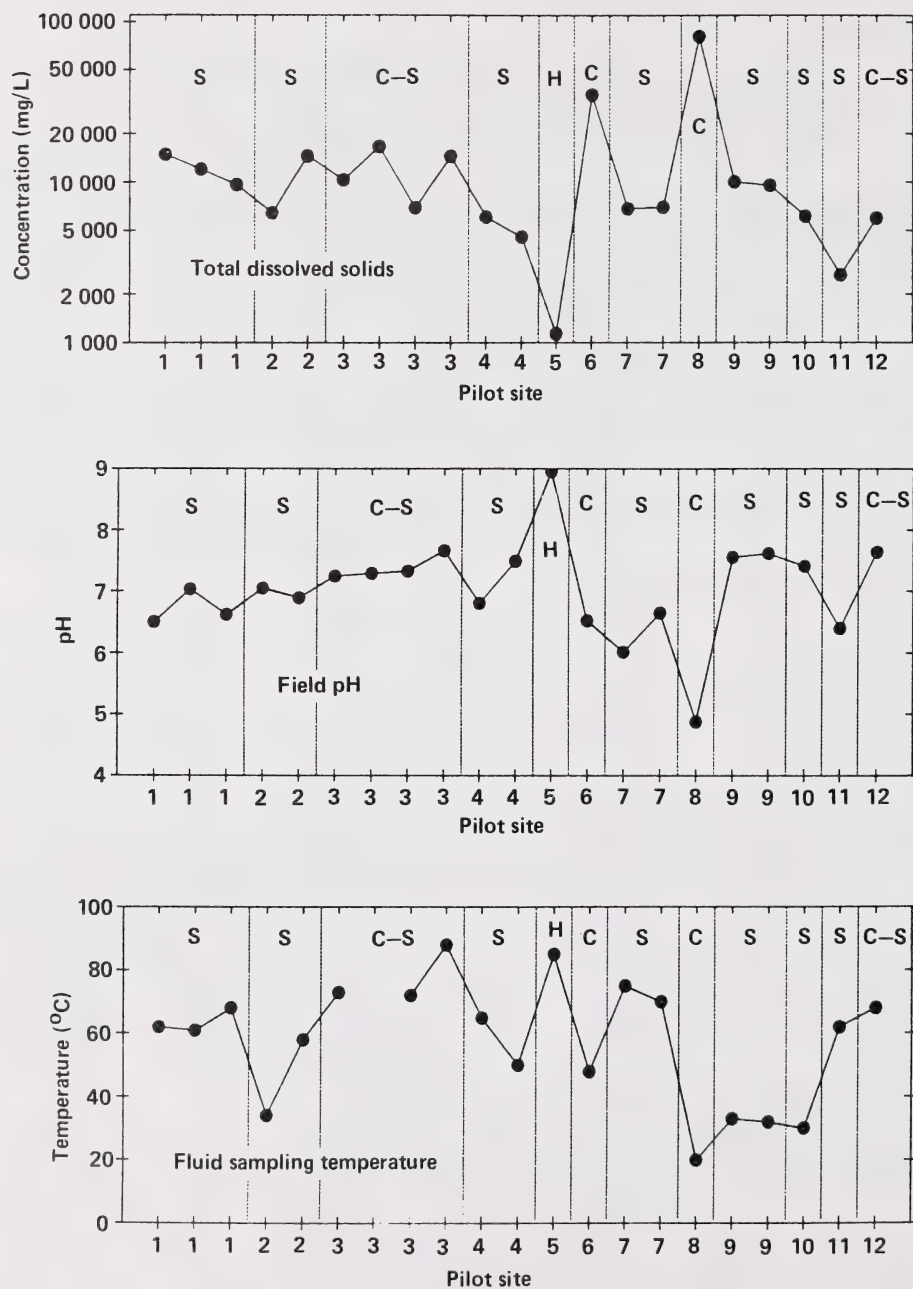 100 000
50 000
20 000
10 000
5 000
2 000
1 000
Concentration (mg/L)
S S C–S S H C S C S S S C–S
Total dissolved solids
1 1 1 2 2 3 3 3 3 4 4 5 6 7 7 8 9 9 10 11 12
Pilot site
9
8
7
6
5
4
pH
S S C–S S H C S C S S S C–S
Field pH
1 1 1 2 2 3 3 3 3 4 4 5 6 7 7 8 9 9 10 11 12
Pilot site
100
80
60
40
20
0
Temperature (°C)
S S C–S S H C S C S S S C–S
Fluid sampling temperature
1 1 1 2 2 3 3 3 3 4 4 5 6 7 7 8 9 9 10 11 12
Pilot site